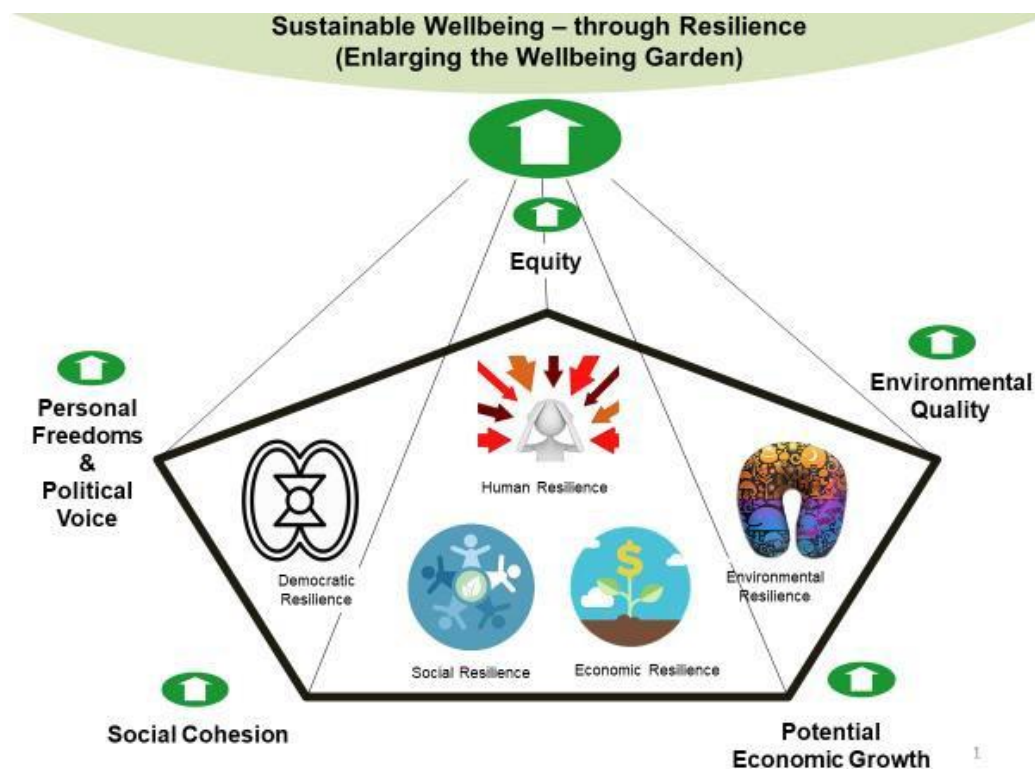 Sustainable Wellbeing – through Resilience
(Enlarging the Wellbeing Garden)
Equity
Personal
Freedoms
&
Political
Voice
Environmental
Quality
Human Resilience
Democratic
Resilience
Environmental
Resilience
Social Resilience
Economic Resilience
Social Cohesion
Potential
Economic Growth
1